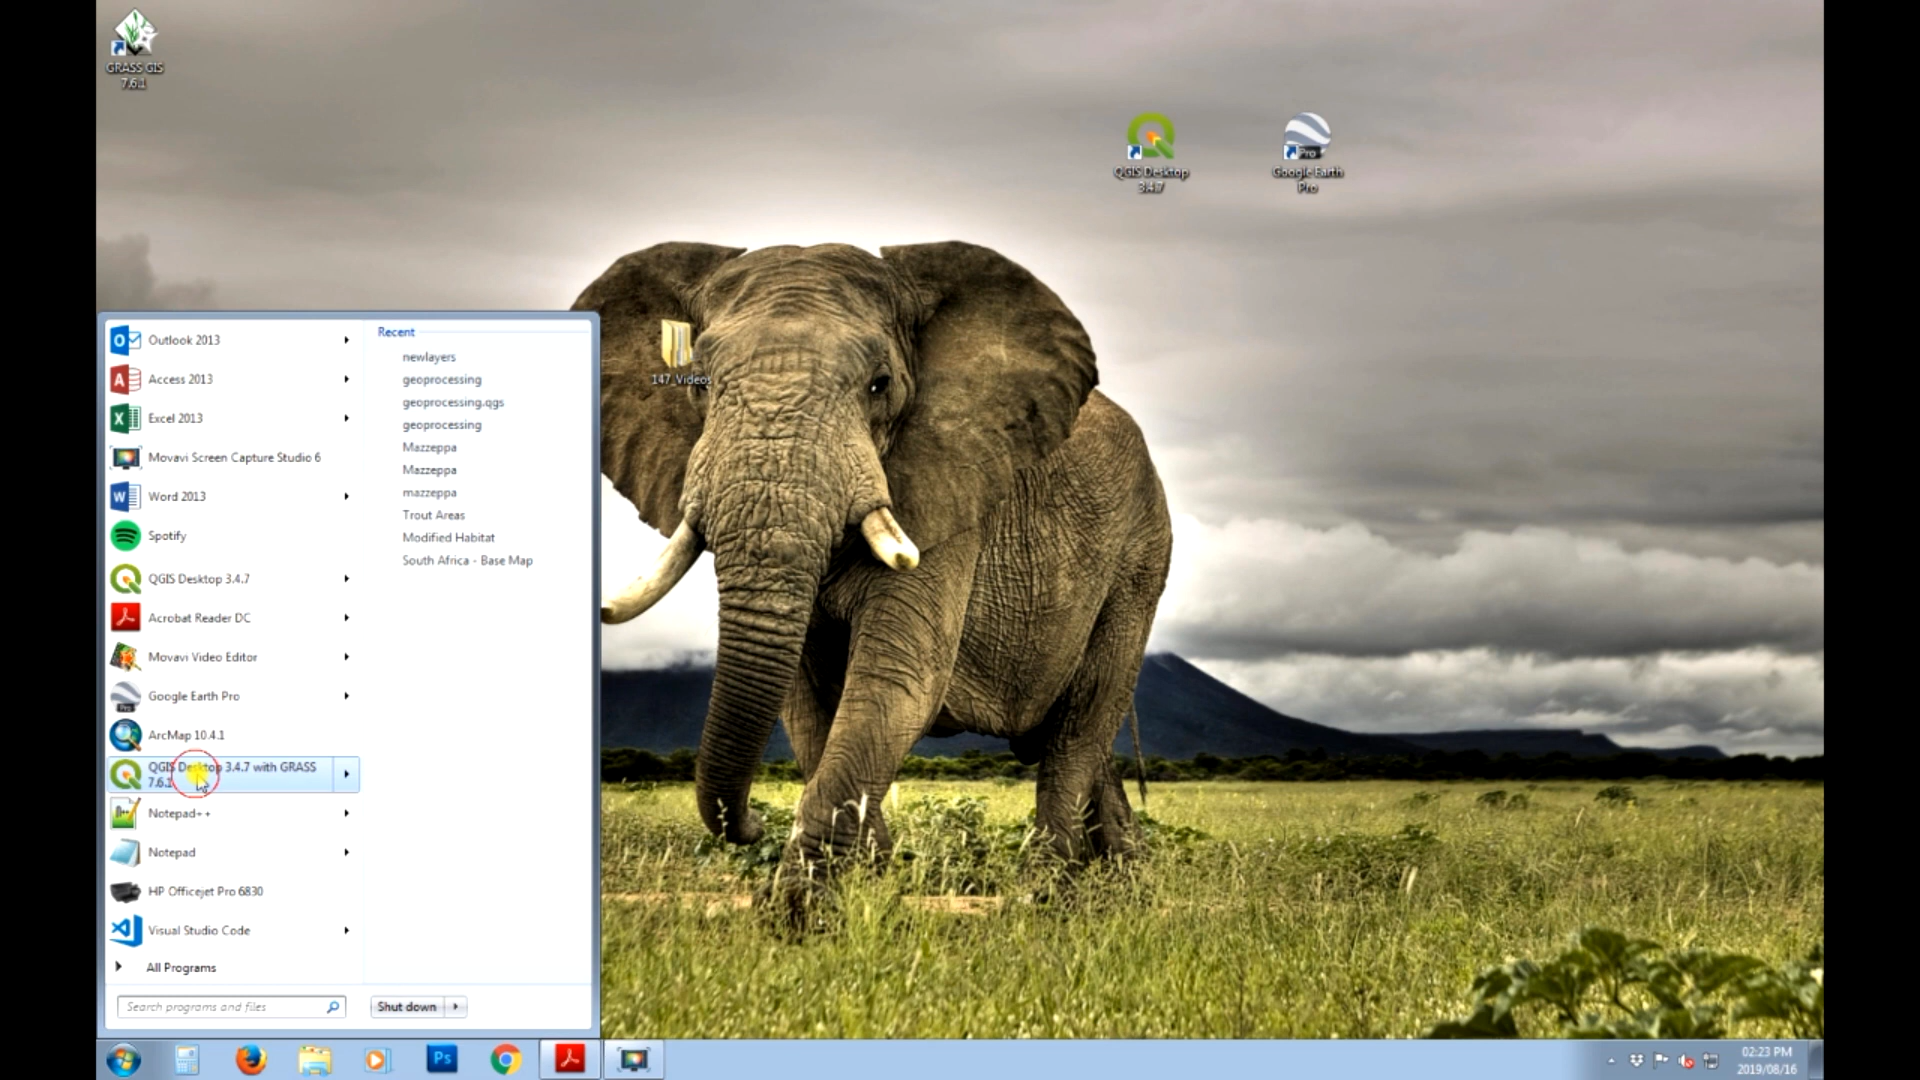 GRASS GIS
7.6.1
QGIS Desktop
3.4.7
Google Earth
Pro
147_Videos
Outlook 2013
Access 2013
Excel 2013
Movavi Screen Capture Studio 6
Word 2013
Spotify
QGIS Desktop 3.4.7
Acrobat Reader DC
Movavi Video Editor
Google Earth Pro
ArcMap 10.4.1
QGIS Desktop 3.4.7 with GRASS
7.6.1
Notepad++
Notepad
HP Officejet Pro 6830
Visual Studio Code
All Programs
Search programs and files
Recent
newlayers
geoprocessing
geoprocessing.qgs
geoprocessing
Mazzeppa
Mazzeppa
mazzeppa
Trout Areas
Modified Habitat
South Africa - Base Map
Shut down
Ps
02:23 PM
2019/08/16